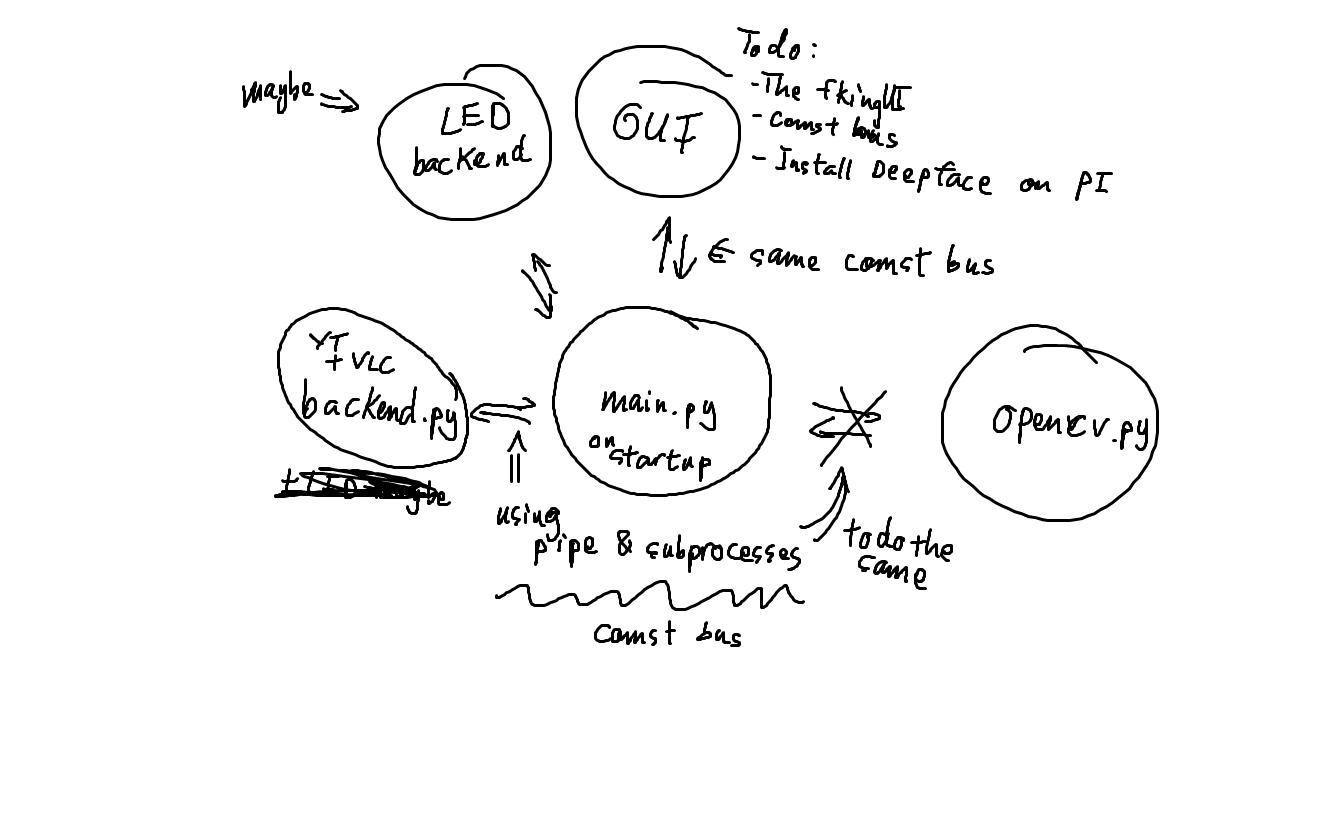 Todo:
-The fkingUI
- comst bus
- Install Deepface on PI
maybe
LED
backend
GUI
same comst bus
YT
+ VLC
backend.py
main.py
on startup
opencv.py
using
pipe & subprocesses
todo the
same
comst bus